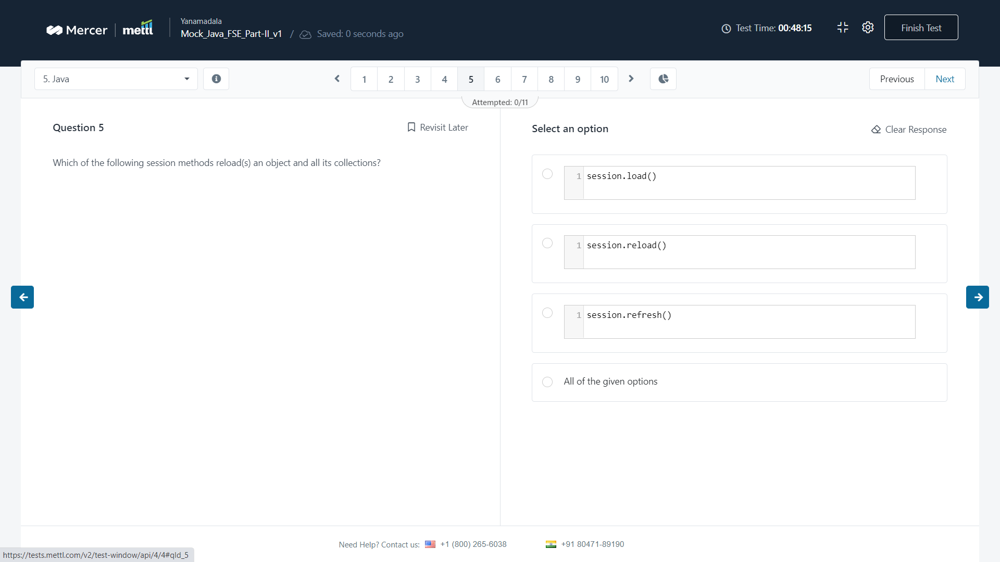 Mercer | mettl
Yanamadala
Mock_Java_FSE_Part-II_v1 / Saved: 0 seconds ago
Test Time: 00:48:15
Finish Test
5. Java
1 2 3 4 5 6 7 8 9 10
Previous
Next
Attempted: 0/11
Question 5
Revisit Later
Which of the following session methods reload(s) an object and all its collections?
Select an option
Clear Response
1 session.load()
1 session.reload()
1 session.refresh()
All of the given options
Need Help? Contact us: +1 (800) 265-6038 +91 80471-89190
https://tests.mettl.com/v2/test-window/api/4/4#qld_5